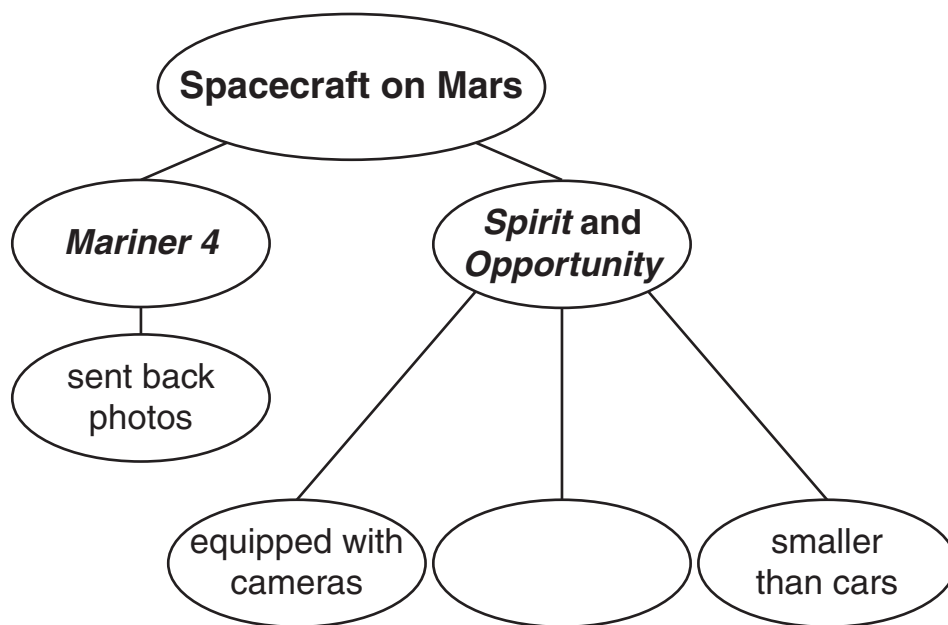 Spacecraft on Mars
Mariner 4
Spirit and
Opportunity
sent back
photos
equipped with
cameras
smaller
than cars